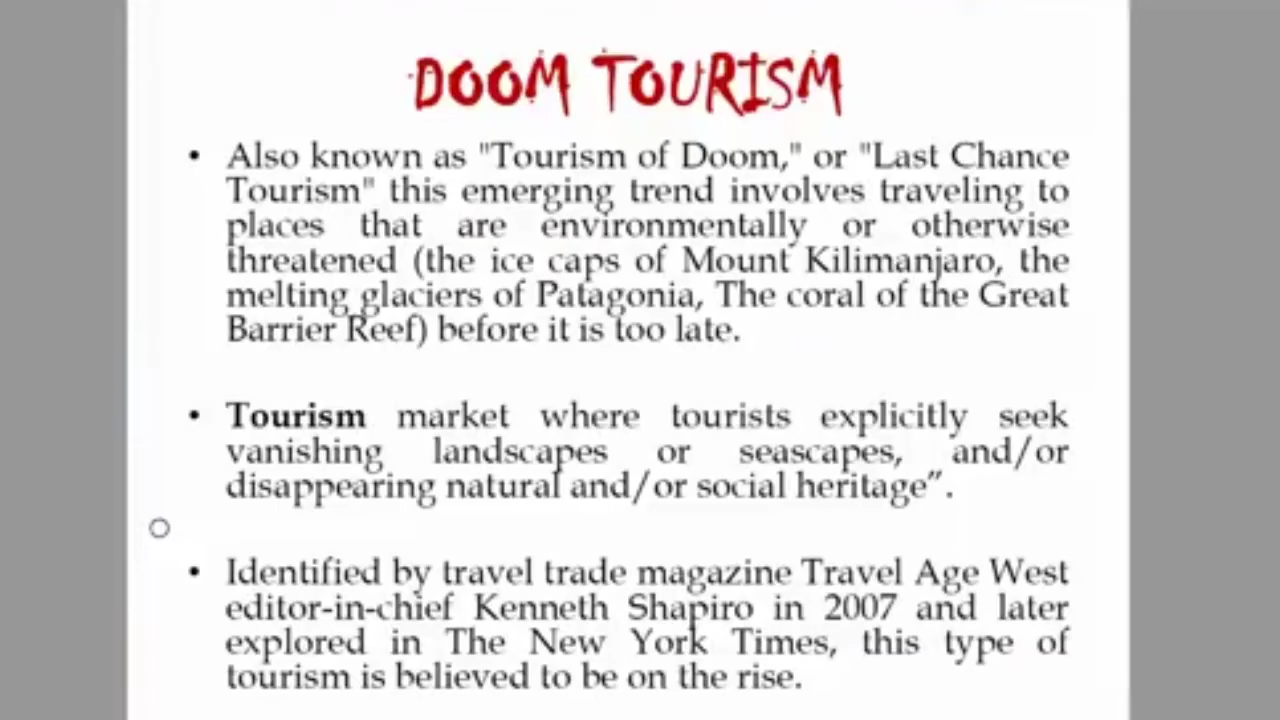 DOOM TOURISM
• Also known as "Tourism of Doom," or "Last Chance
Tourism" this emerging trend involves traveling to
places that are environmentally or otherwise
threatened (the ice caps of Mount Kilimanjaro, the
melting glaciers of Patagonia, The coral of the Great
Barrier Reef) before it is too late.
• Tourism market where tourists explicitly seek
vanishing landscapes or seascapes, and/or
disappearing natural and/or social heritage”.
• Identified by travel trade magazine Travel Age West
editor-in-chief Kenneth Shapiro in 2007 and later
explored in The New York Times, this type of
tourism is believed to be on the rise.